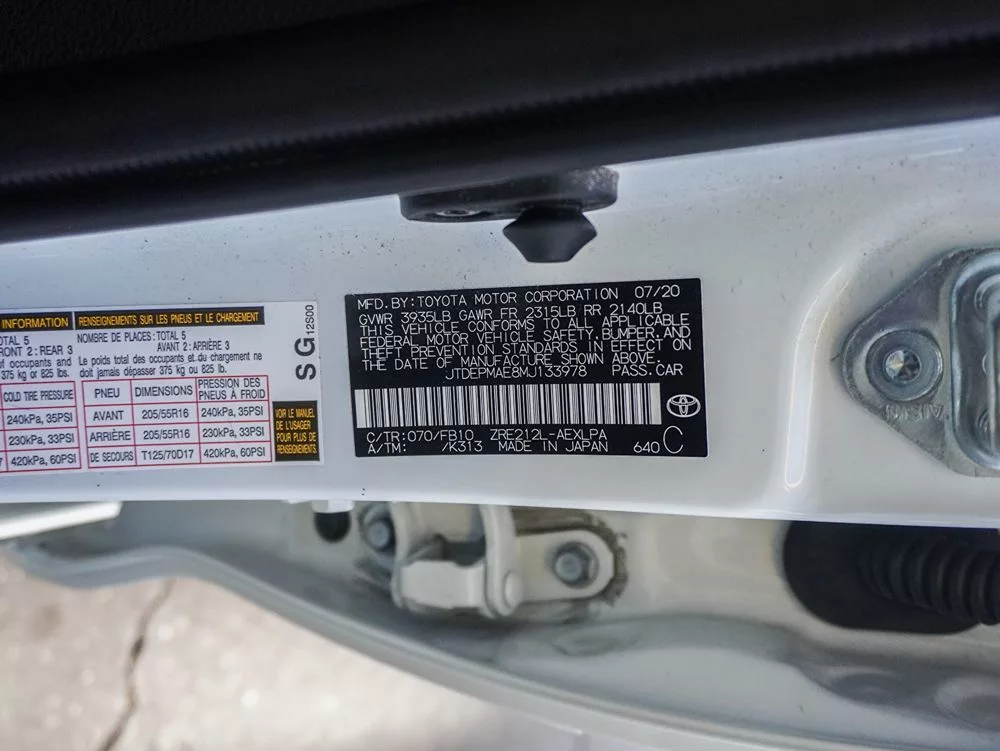 INFORMATION
TOTAL 5
FRONT 2 : REAR 3
of occupants and
375 kg or 825 lbs.
COLD TIRE PRESSURE
240kPa, 35PSI
230kPa, 33PSI
420kPa, 60PSI
RENSEIGNEMENTS SUR LES PNEUS ET LE CHARGEMENT
NOMBRE DE PLACES : TOTAL 5
AVANT 2 : ARRIÈRE 3
Le poids total des occupants et du chargement ne
doit jamais dépasser 375 kg ou 825 lb.
PNEU DIMENSIONS PRESSION DES PNEUS À FROID
AVANT 205/55R16 240kPa, 35PSI
ARRIÈRE 205/55R16 230kPa, 33PSI
DE SECOURS T125/70D17 420kPa, 60PSI
VOIR LE MANUEL
DE L'USAGER
POUR PLUS DE
RENSEIGNEMENTS
SG 12S00
MFD. BY: TOYOTA MOTOR CORPORATION 07/20
GVWR 3935LB GAWR FR 2315LB RR 2140LB
THIS VEHICLE CONFORMS TO ALL APPLICABLE
FEDERAL MOTOR VEHICLE SAFETY, BUMPER, AND
THEFT PREVENTION STANDARDS IN EFFECT ON
THE DATE OF MANUFACTURE SHOWN ABOVE.
JTDEPMAE8MJ133978 PASS. CAR
C/TR: 070/FB10 ZRE212L-AEXLPA
A/TM: /K313 MADE IN JAPAN 640 C
AISIN